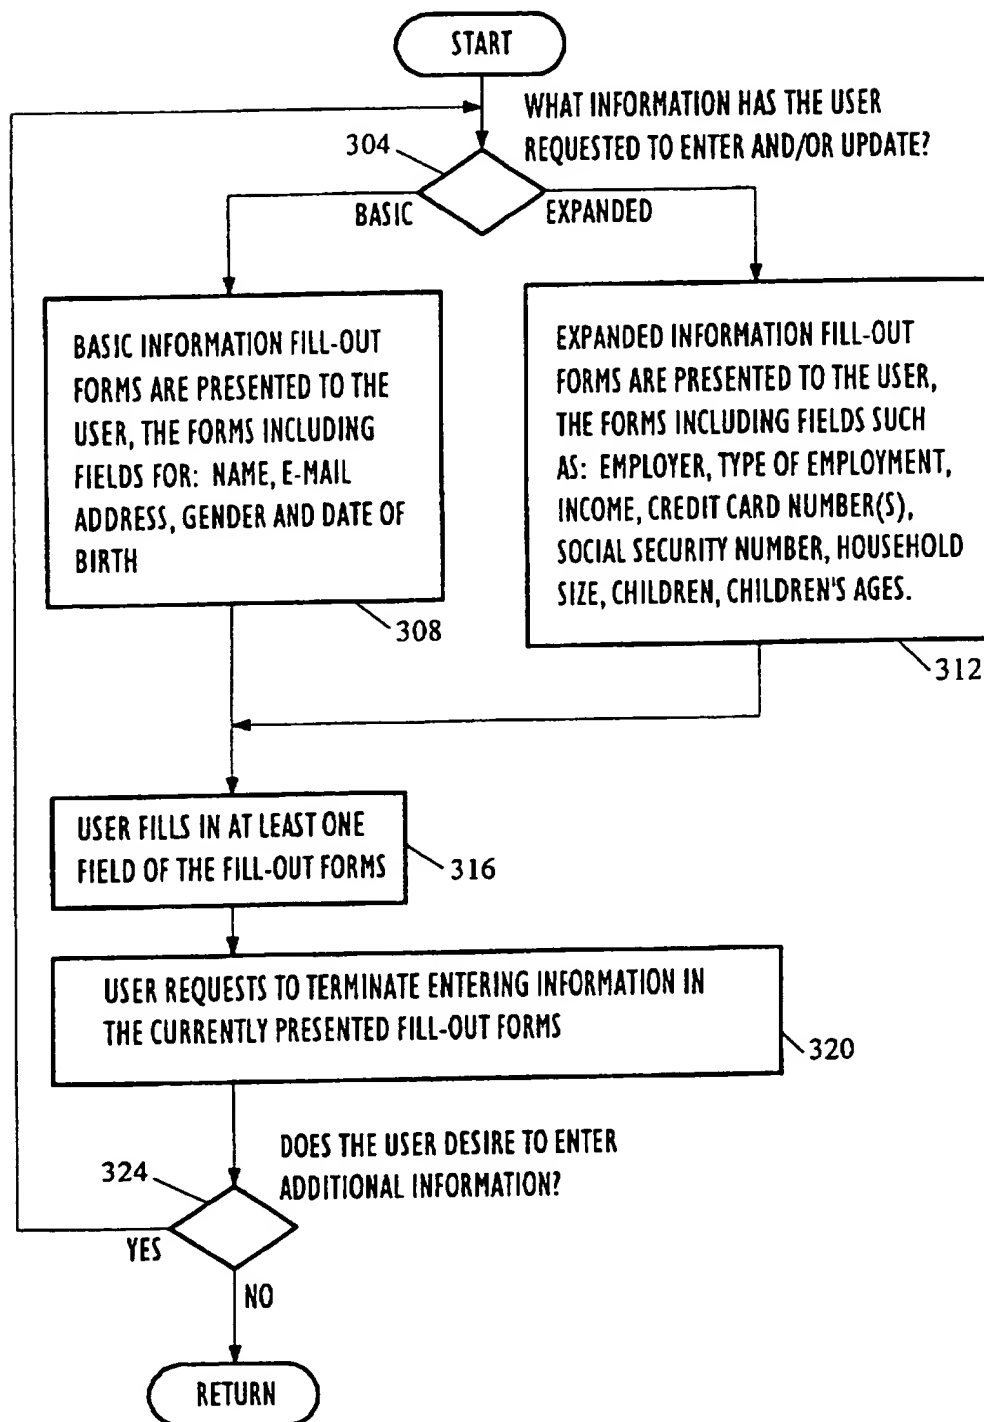 START
WHAT INFORMATION HAS THE USER
REQUESTED TO ENTER AND/OR UPDATE?
304
BASIC
EXPANDED
BASIC INFORMATION FILL-OUT
FORMS ARE PRESENTED TO THE
USER, THE FORMS INCLUDING
FIELDS FOR: NAME, E-MAIL
ADDRESS, GENDER AND DATE OF
BIRTH
308
EXPANDED INFORMATION FILL-OUT
FORMS ARE PRESENTED TO THE USER,
THE FORMS INCLUDING FIELDS SUCH
AS: EMPLOYER, TYPE OF EMPLOYMENT,
INCOME, CREDIT CARD NUMBER(S),
SOCIAL SECURITY NUMBER, HOUSEHOLD
SIZE, CHILDREN, CHILDREN'S AGES.
312
USER FILLS IN AT LEAST ONE
FIELD OF THE FILL-OUT FORMS
316
USER REQUESTS TO TERMINATE ENTERING INFORMATION IN
THE CURRENTLY PRESENTED FILL-OUT FORMS
320
DOES THE USER DESIRE TO ENTER
ADDITIONAL INFORMATION?
324
YES
NO
RETURN